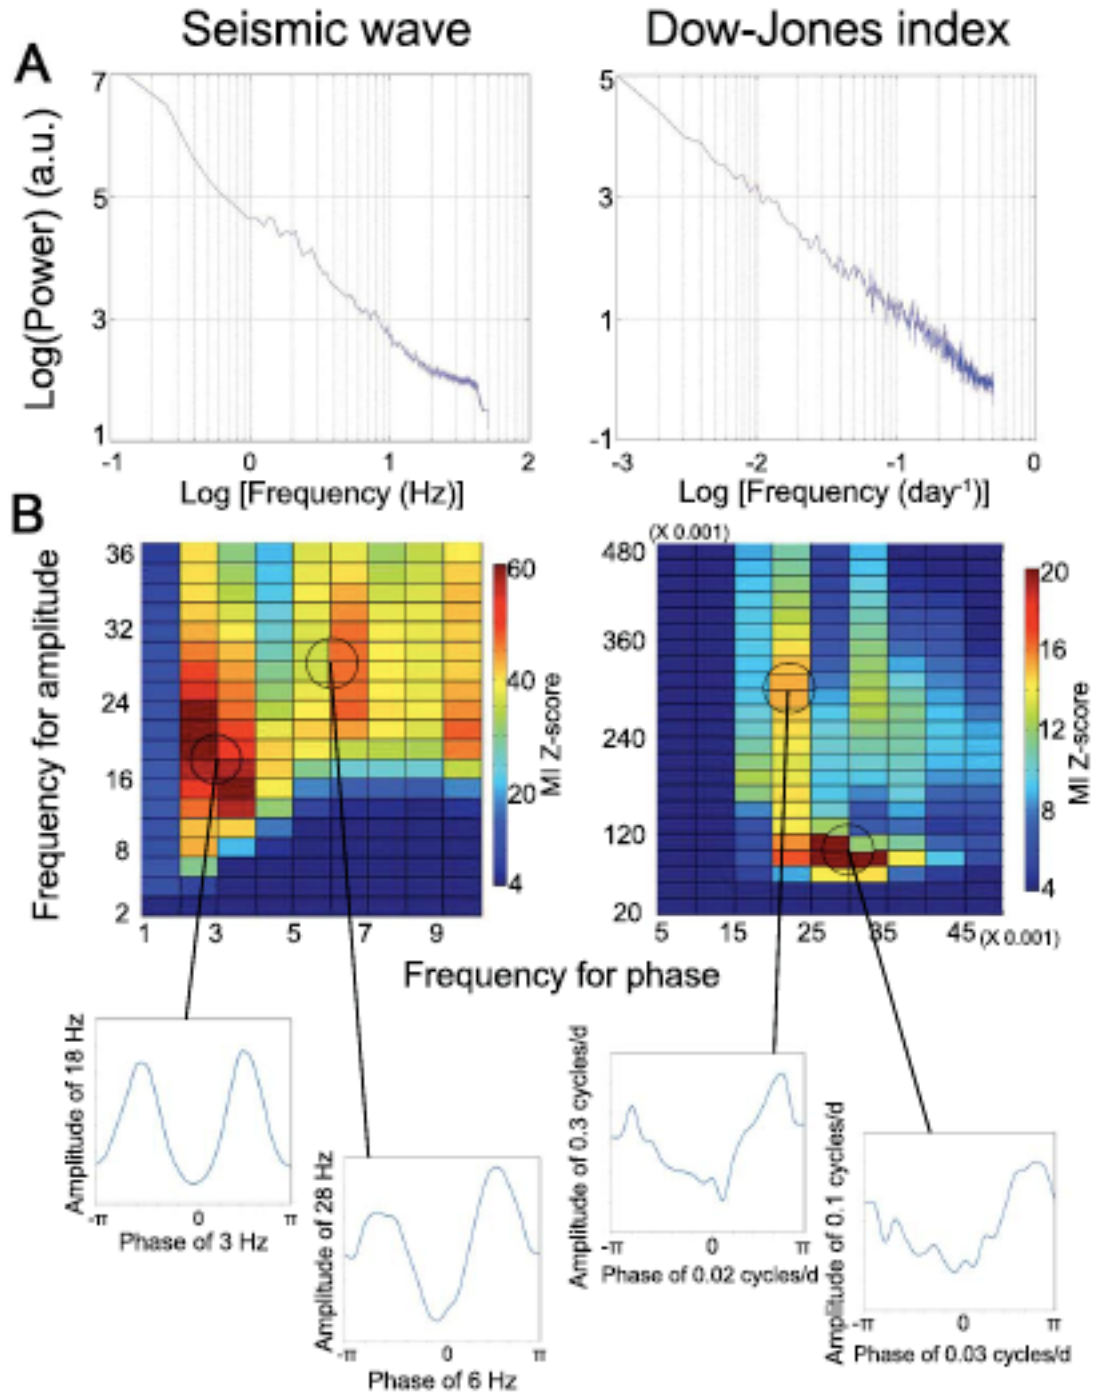 Seismic wave
Dow-Jones index
A
Log(Power) (a.u.)
7
5
3
1
-1
0
1
2
Log [Frequency (Hz)]
5
3
1
-1
-3
-2
-1
0
Log [Frequency (day⁻¹)]
B
Frequency for amplitude
36
32
24
16
8
2
1
3
5
7
9
60
40
20
4
MI Z-score
(X 0.001)
480
360
240
120
20
5
15
25
35
45
(X 0.001)
20
16
12
8
4
MI Z-score
Frequency for phase
Amplitude of 18 Hz
-π
0
π
Phase of 3 Hz
Amplitude of 28 Hz
-π
0
π
Phase of 6 Hz
Amplitude of 0.3 cycles/d
-π
0
π
Phase of 0.02 cycles/d
Amplitude of 0.1 cycles/d
-π
0
π
Phase of 0.03 cycles/d